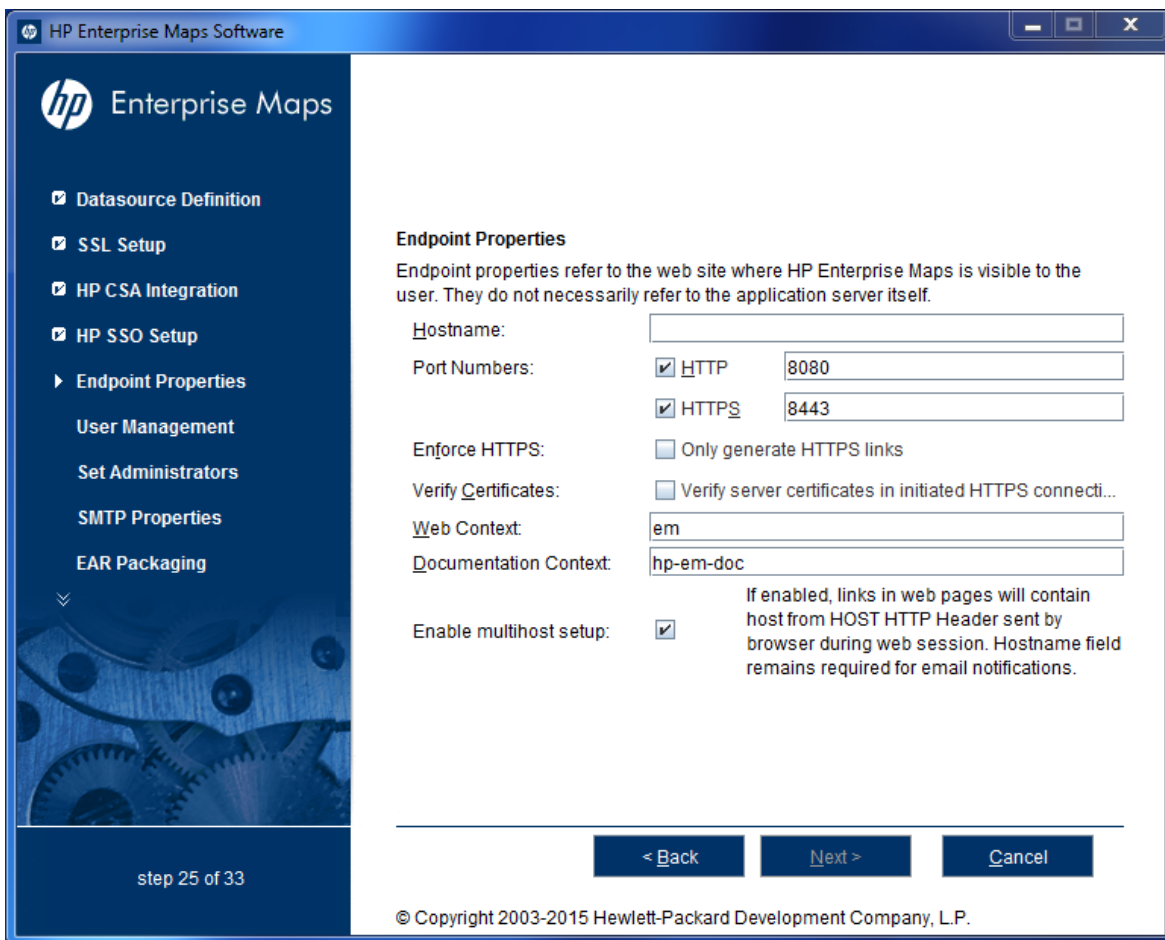 HP Enterprise Maps Software
hp Enterprise Maps
Datasource Definition
SSL Setup
HP CSA Integration
HP SSO Setup
Endpoint Properties
User Management
Set Administrators
SMTP Properties
EAR Packaging
step 25 of 33
Endpoint Properties
Endpoint properties refer to the web site where HP Enterprise Maps is visible to the
user. They do not necessarily refer to the application server itself.
Hostname:
Port Numbers: HTTP 8080
HTTPS 8443
Enforce HTTPS: Only generate HTTPS links
Verify Certificates: Verify server certificates in initiated HTTPS connecti...
Web Context: em
Documentation Context: hp-em-doc
Enable multihost setup:
If enabled, links in web pages will contain
host from HOST HTTP Header sent by
browser during web session. Hostname field
remains required for email notifications.
< Back Next > Cancel
© Copyright 2003-2015 Hewlett-Packard Development Company, L.P.